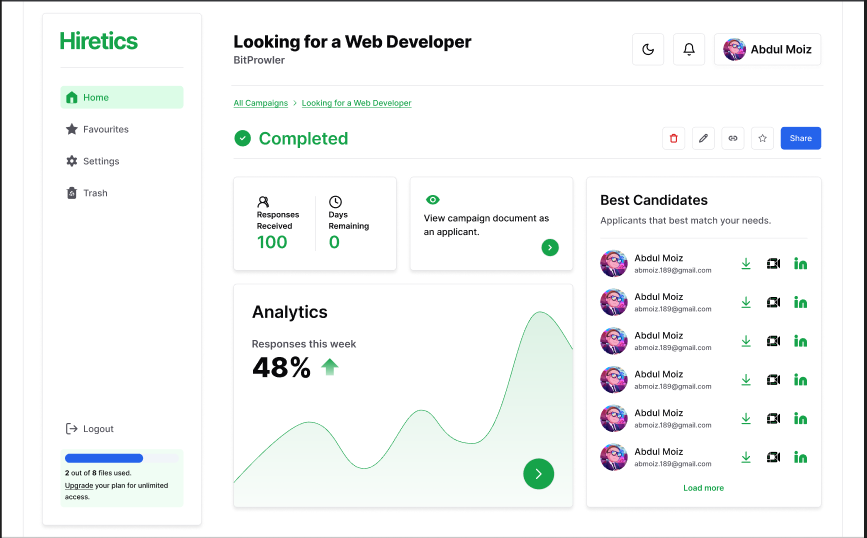 Hiretics
Home
Favourites
Settings
Trash
Logout
2 out of 8 files used.
Upgrade your plan for unlimited
access.
Looking for a Web Developer
BitProwler
Abdul Moiz
All Campaigns > Looking for a Web Developer
Completed
Share
Responses
Received
100
Days
Remaining
0
View campaign document as
an applicant.
Analytics
Responses this week
48%
Best Candidates
Applicants that best match your needs.
Abdul Moiz
abmoiz.189@gmail.com
Abdul Moiz
abmoiz.189@gmail.com
Abdul Moiz
abmoiz.189@gmail.com
Abdul Moiz
abmoiz.189@gmail.com
Abdul Moiz
abmoiz.189@gmail.com
Abdul Moiz
abmoiz.189@gmail.com
Load more